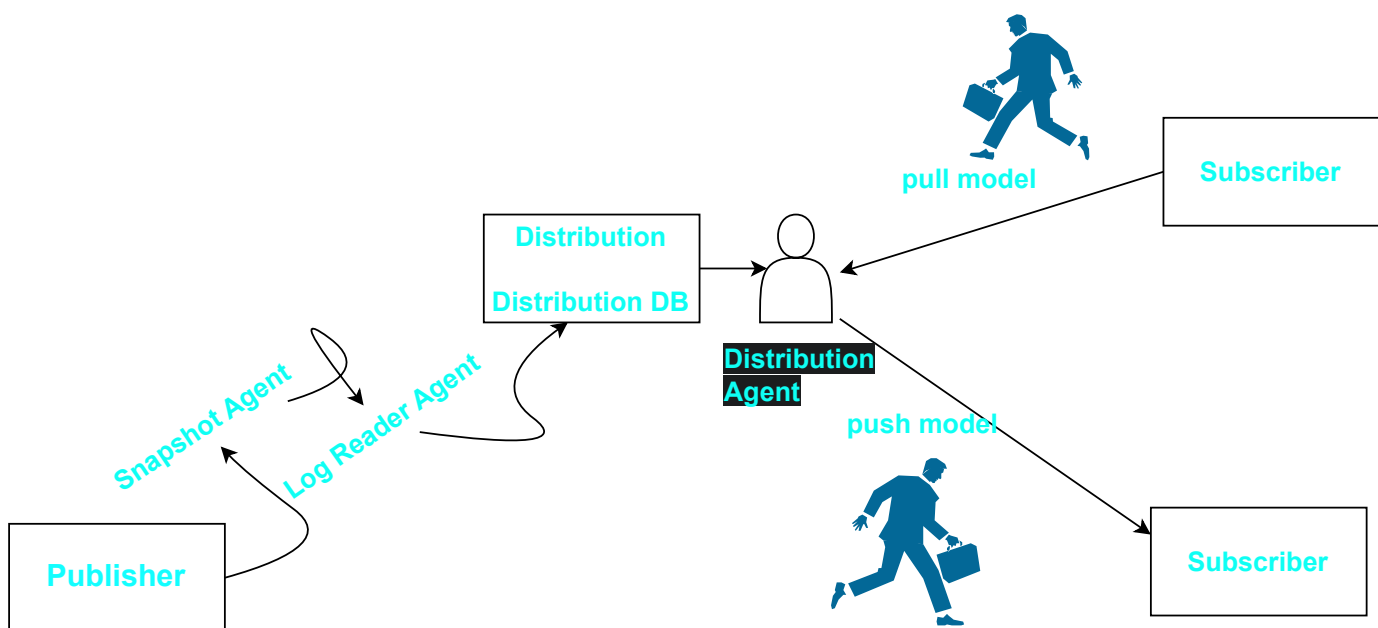 pull model
Subscriber
Distribution
Distribution DB
Distribution
Agent
Snapshot Agent
Log Reader Agent
push model
Publisher
Subscriber